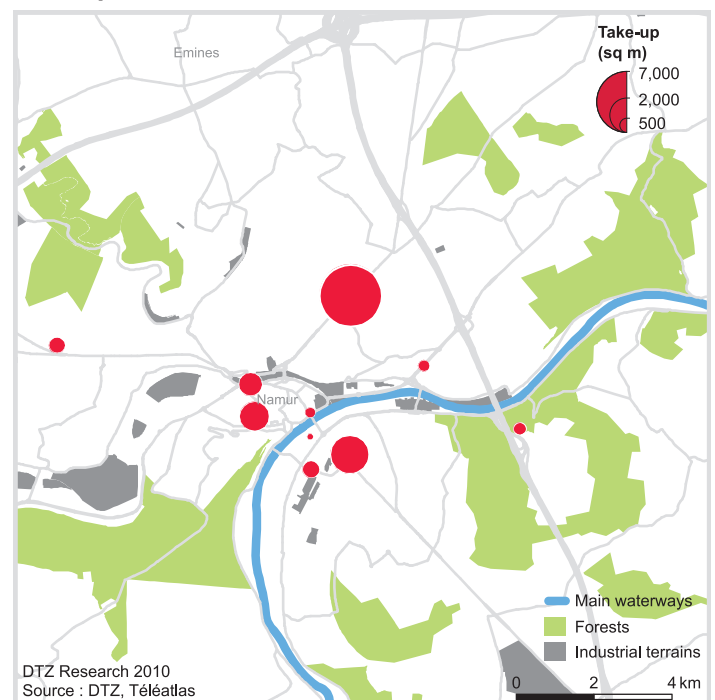 Emines
Take-up
(sq m)
7,000
2,000
500
Namur
Main waterways
Forests
Industrial terrains
DTZ Research 2010
Source : DTZ, Téléatlas
0 2 4 km